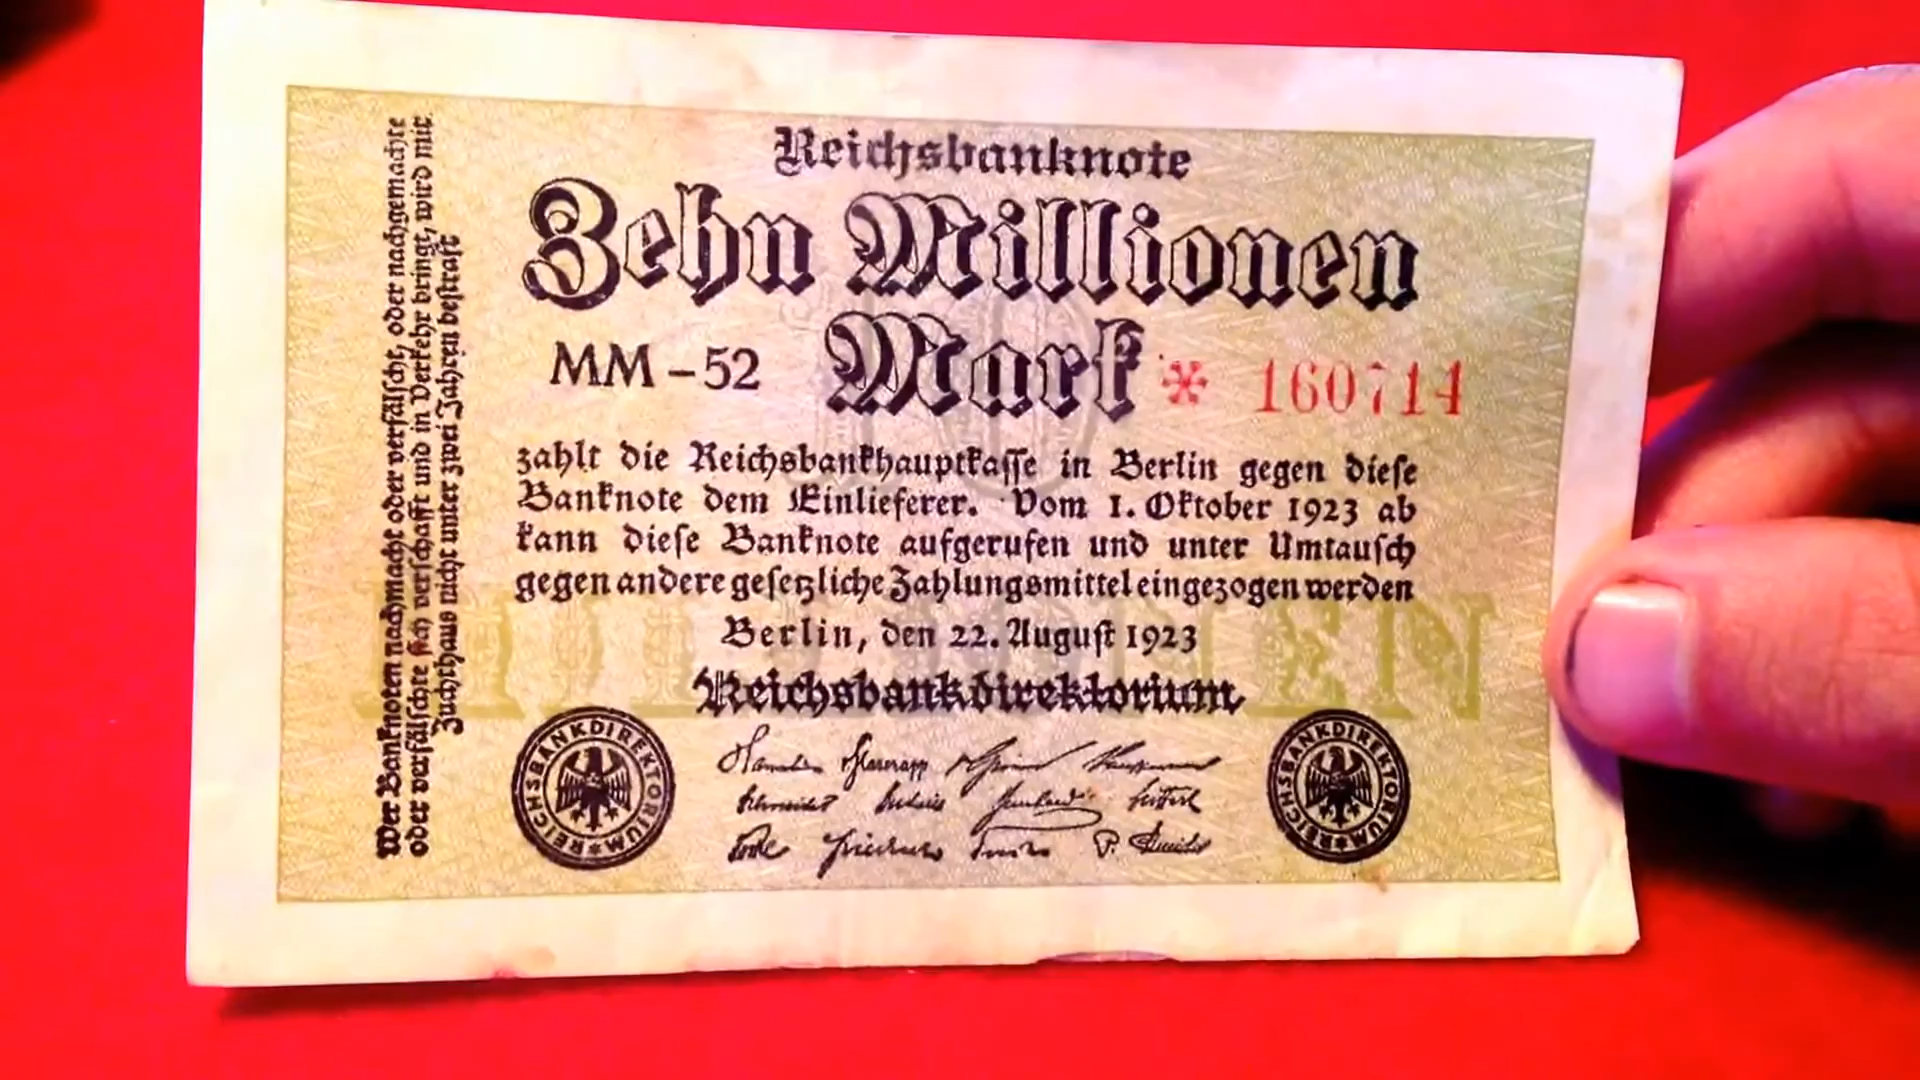 Reichsbanknote
Zehn Millionen
Mark
MM-52
* 160714
zahlt die Reichsbankhauptkasse in Berlin gegen diese
Banknote dem Einlieferer. Vom 1. Oktober 1923 ab
kann diese Banknote aufgerufen und unter Umtausch
gegen andere gesetzliche Zahlungsmittel eingezogen werden
Berlin, den 22. August 1923
Reichsbankdirektorium
REICHSBANKDIREKTORIUM
REICHSBANKDIREKTORIUM
Wer Banknoten nachmacht oder verfälscht, oder nachgemachte
oder verfälschte sich verschafft und in Verkehr bringt, wird mit
Zuchthaus nicht unter zwei Jahren bestraft